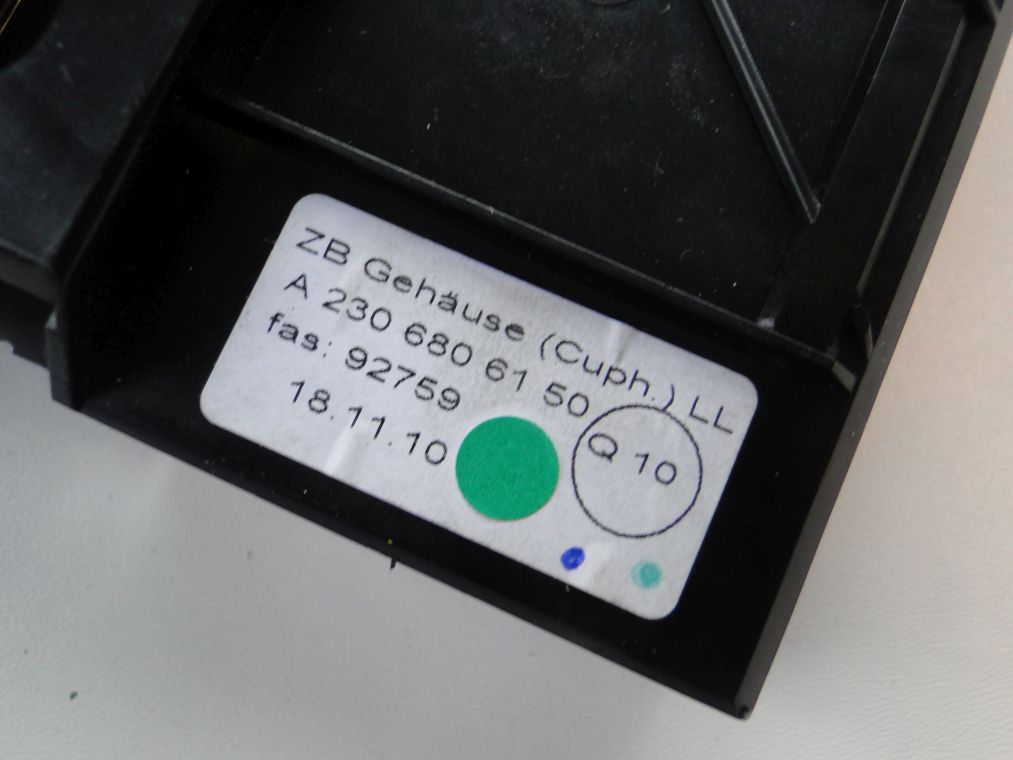 ZB Gehäuse (Cuph.) LL
A 230 680 61 50
fas: 92759
18.11.10
Q 10